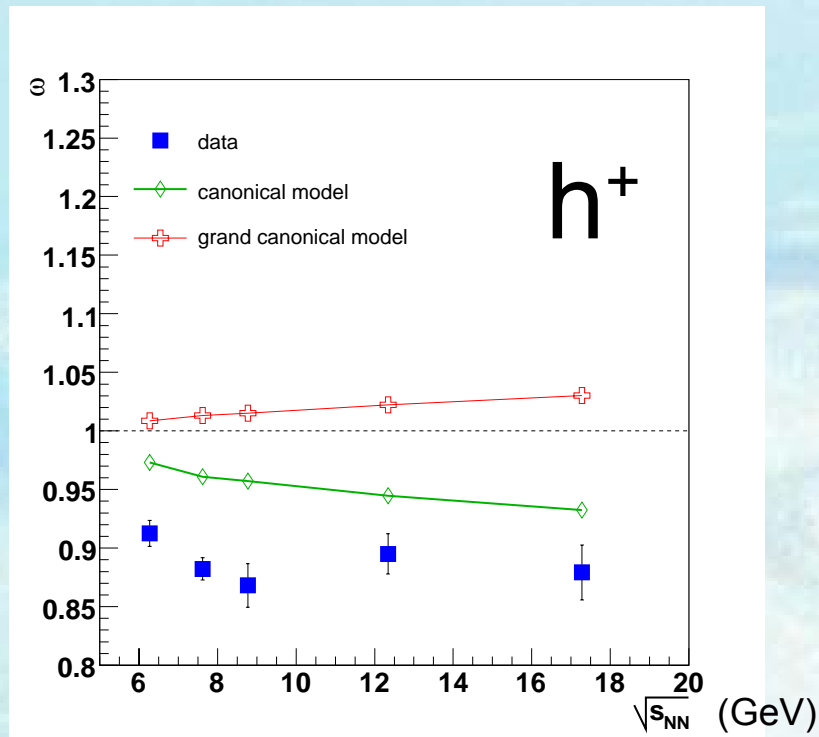 ω
1.3
1.25
1.2
1.15
1.1
1.05
1
0.95
0.9
0.85
0.8
data
canonical model
grand canonical model
h⁺
6 8 10 12 14 16 18 20
√sNN (GeV)